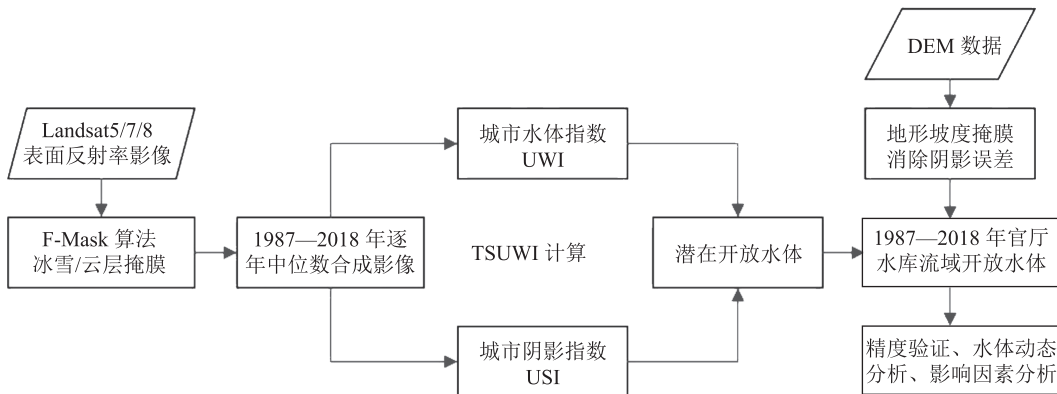 Landsat5/7/8
表面反射率影像
F-Mask 算法
冰雪/云层掩膜
1987—2018 年逐
年中位数合成影像
城市水体指数
UWI
TSUWI 计算
城市阴影指数
USI
潜在开放水体
DEM 数据
地形坡度掩膜
消除阴影误差
1987—2018 年官厅
水库流域开放水体
精度验证、水体动态
分析、影响因素分析